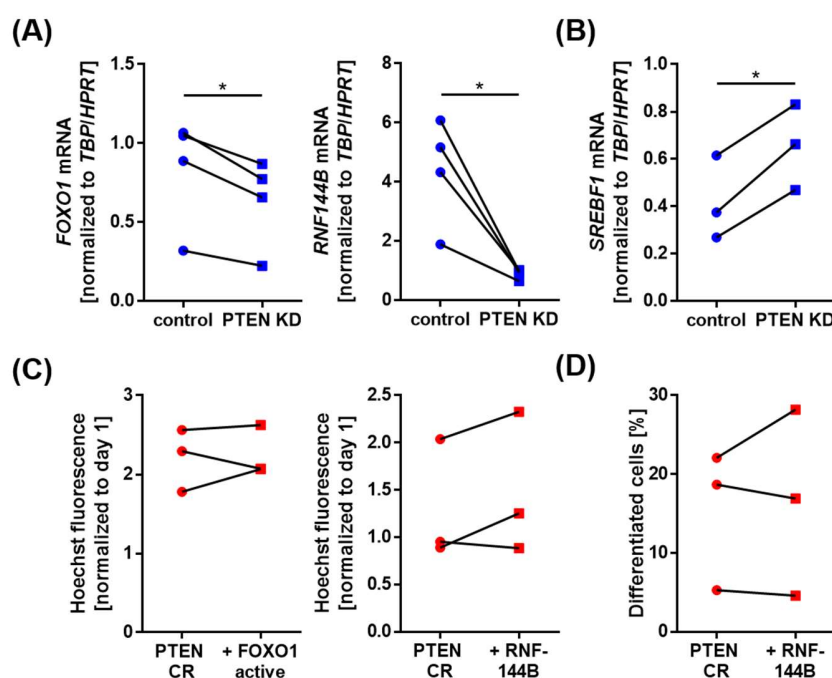 (A)
FOXO1 mRNA
[normalized to TBP/HPRT]
1.5
1.0
0.5
0.0
*
control PTEN KD
RNF144B mRNA
[normalized to TBP/HPRT]
8
6
4
2
0
*
control PTEN KD
(B)
SREBF1 mRNA
[normalized to TBP/HPRT]
0.8
0.6
0.4
0.2
0.0
*
control PTEN KD
(C)
Hoechst fluorescence
[normalized to day 1]
3
2
1
0
PTEN + FOXO1
CR active
Hoechst fluorescence
[normalized to day 1]
2.5
2.0
1.5
1.0
0.5
0.0
PTEN + RNF-
CR 144B
(D)
Differentiated cells [%]
30
20
10
0
PTEN + RNF-
CR 144B